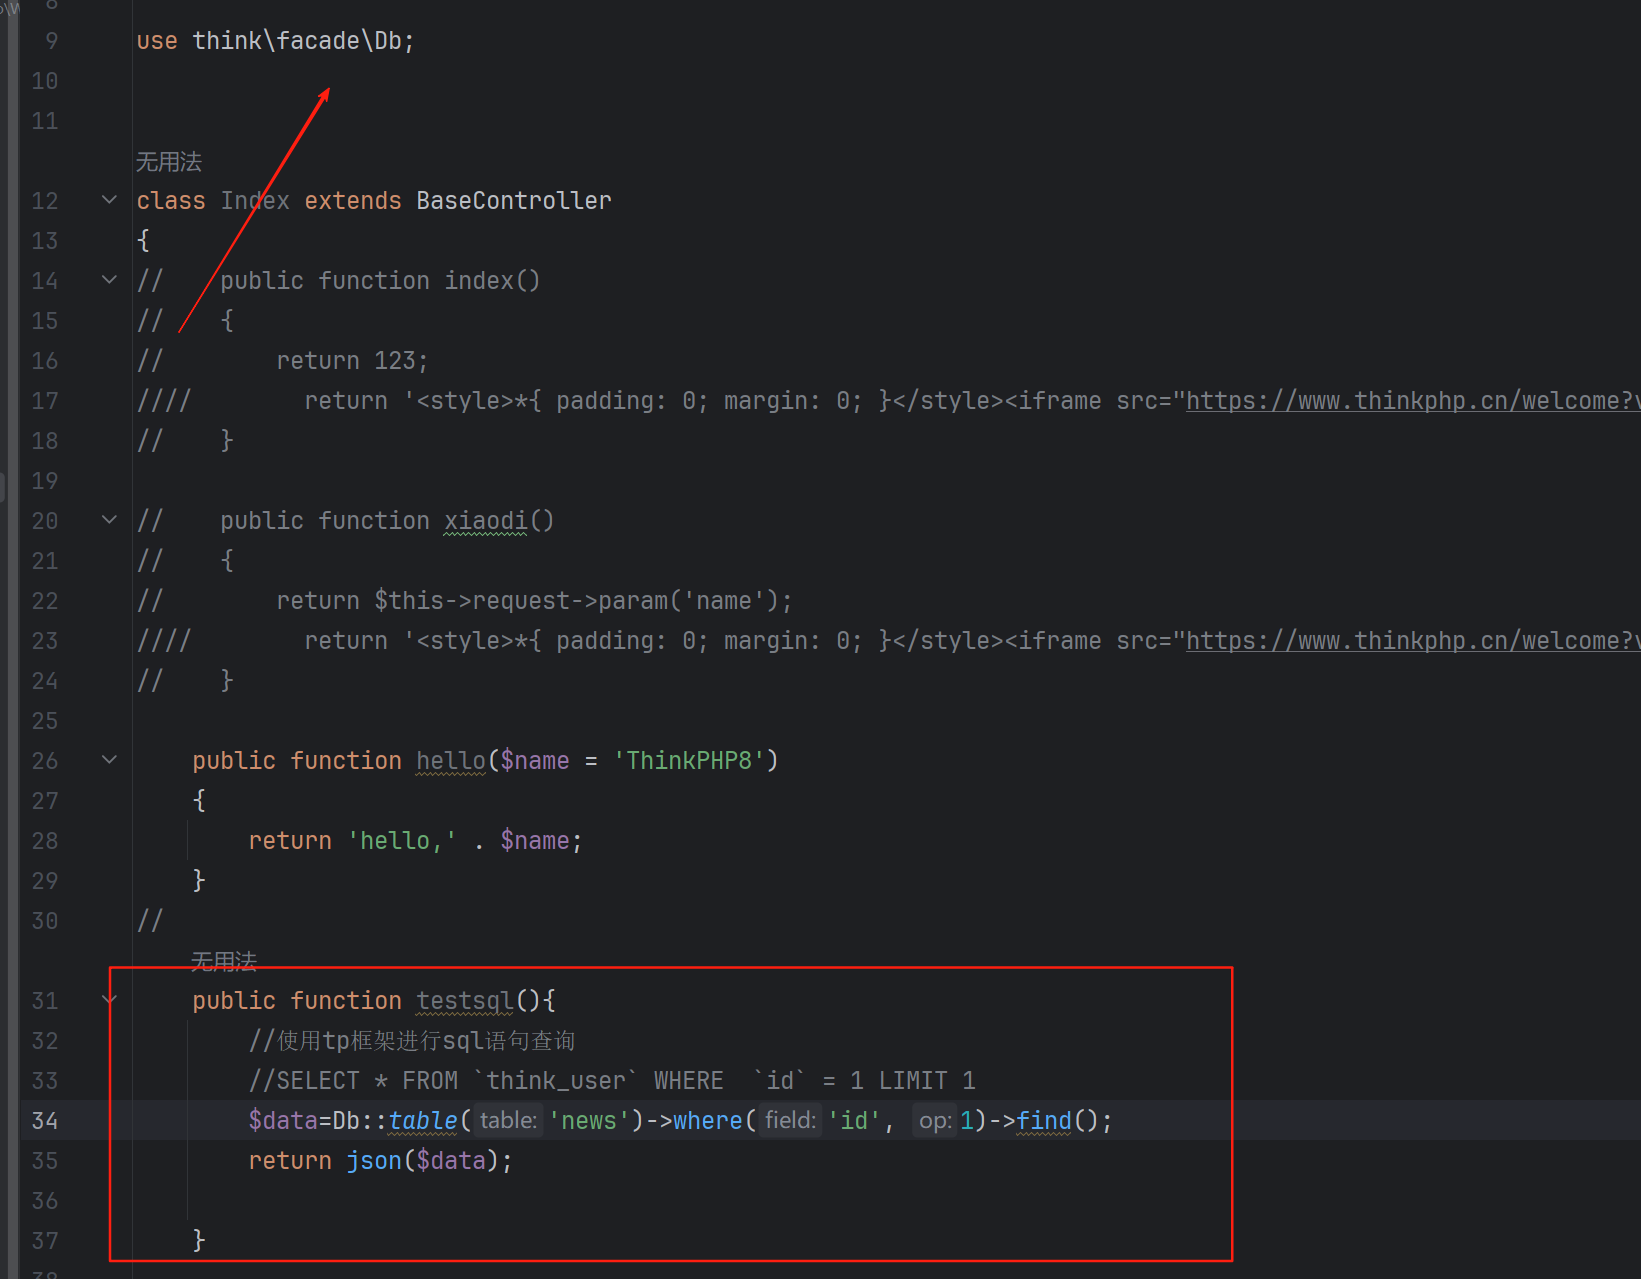 8
9 use think\facade\Db;
10
11
无用法
12 class Index extends BaseController
13 {
14 //    public function index()
15 //    {
16 //        return 123;
17 ////        return '<style>*{ padding: 0; margin: 0; }</style><iframe src="https://www.thinkphp.cn/welcome?v
18 //    }
19
20 //    public function xiaodi()
21 //    {
22 //        return $this->request->param('name');
23 ////        return '<style>*{ padding: 0; margin: 0; }</style><iframe src="https://www.thinkphp.cn/welcome?v
24 //    }
25
26     public function hello($name = 'ThinkPHP8')
27     {
28         return 'hello,' . $name;
29     }
30 //
无用法
31     public function testsql(){
32         //使用tp框架进行sql语句查询
33         //SELECT * FROM `think_user` WHERE  `id` = 1 LIMIT 1
34         $data=Db::table( table: 'news')->where( field: 'id', op: 1)->find();
35         return json($data);
36
37     }
38